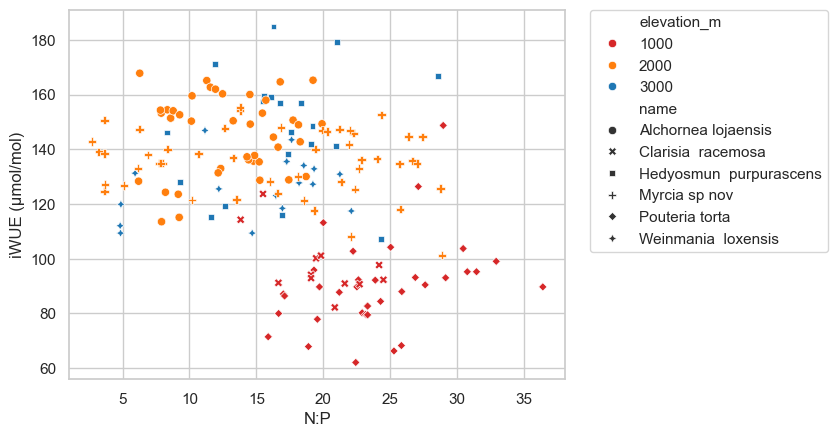 180
160
140
120
100
80
60
iWUE (μmol/mol)
5
10
15
20
25
30
35
N:P
elevation_m
1000
2000
3000
name
Alchornea lojaensis
Clarisia  racemosa
Hedyosmun  purpurascens
Myrcia sp nov
Pouteria torta
Weinmania  loxensis